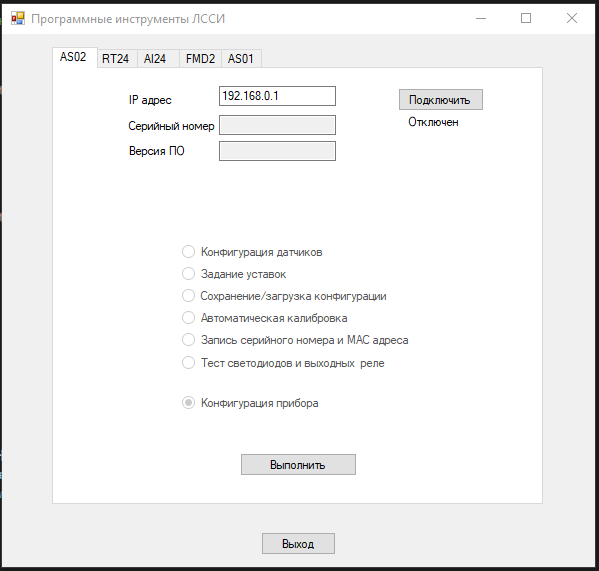 Программные инструменты ЛССИ
AS02 RT24 AI24 FMD2 AS01
IP адрес 192.168.0.1 Подключить
Серийный номер Отключен
Версия ПО
Конфигурация датчиков
Задание уставок
Сохранение/загрузка конфигурации
Автоматическая калибровка
Запись серийного номера и МАС адреса
Тест светодиодов и выходных реле
Конфигурация прибора
Выполнить
Выход